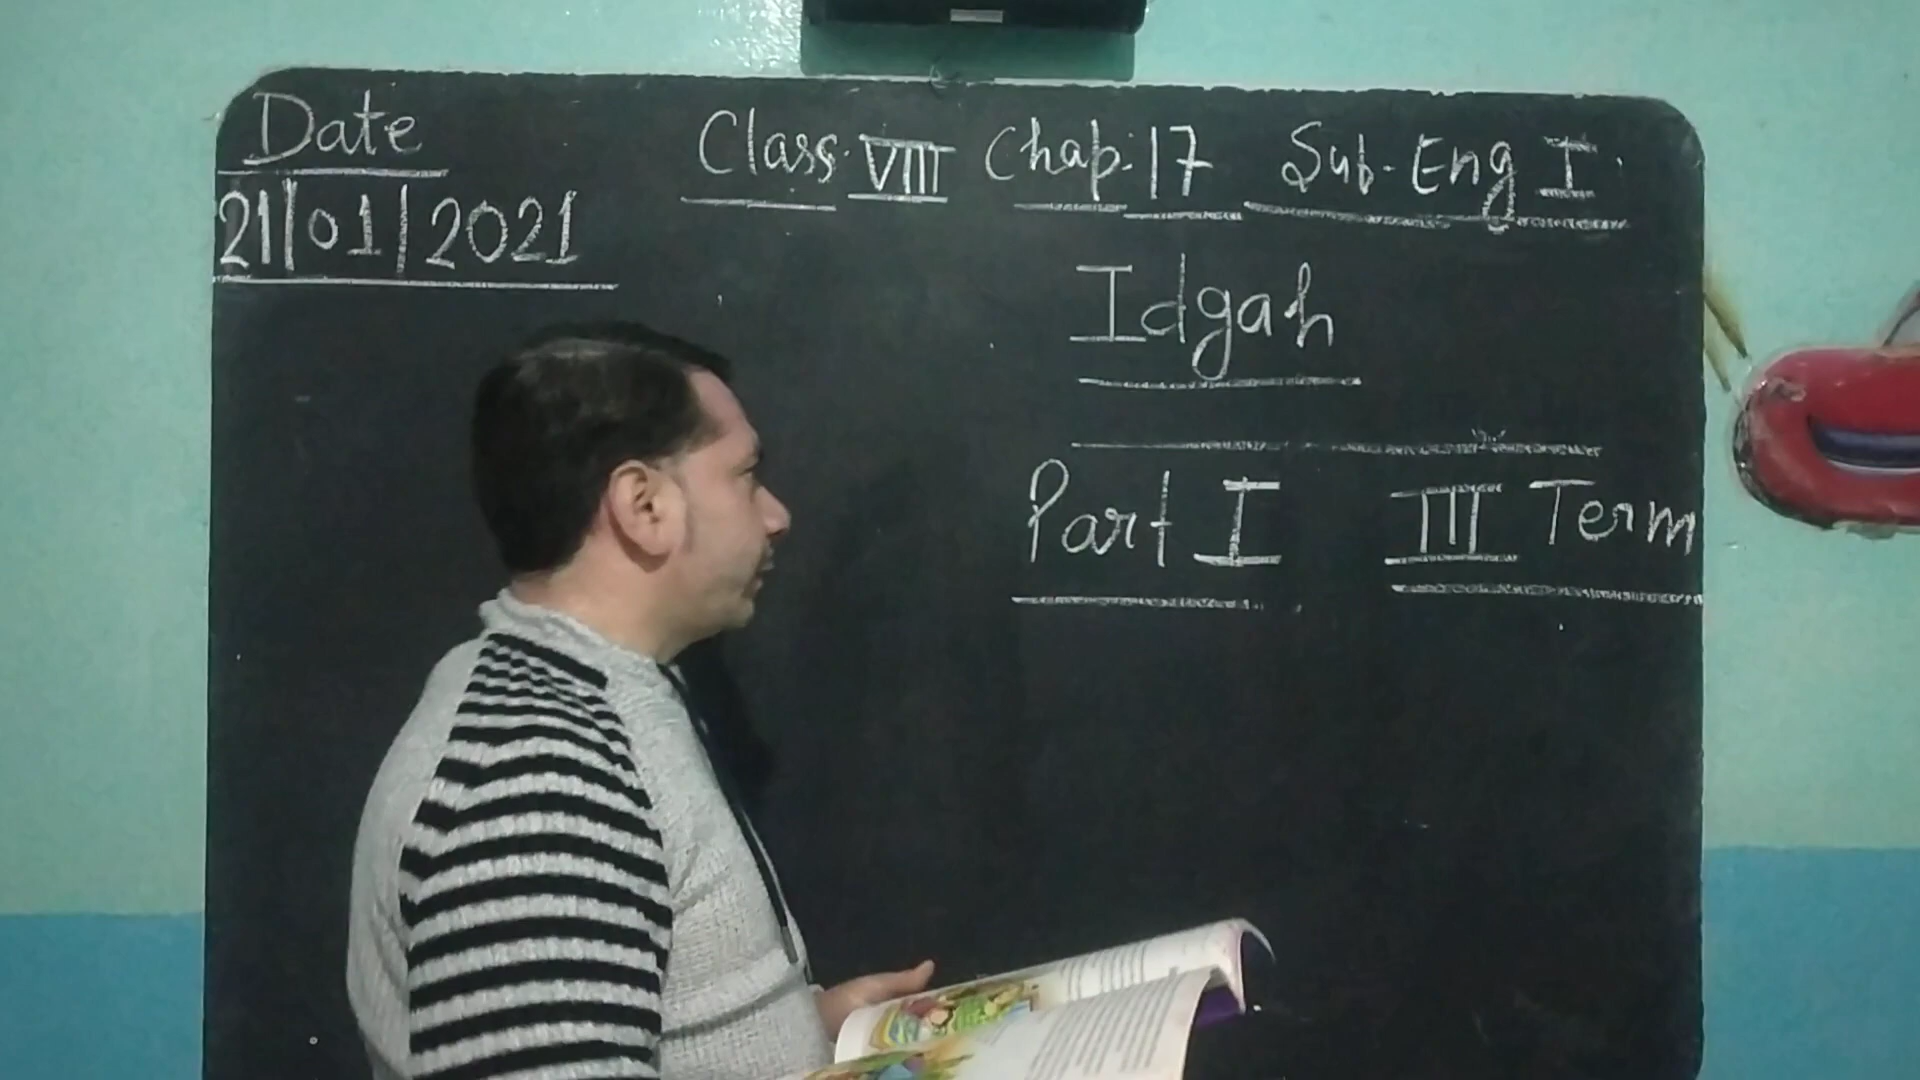 Date
21|01|2021
Class. VIII Chap: 17 Sub-Eng I.
Idgah
Part I III Term